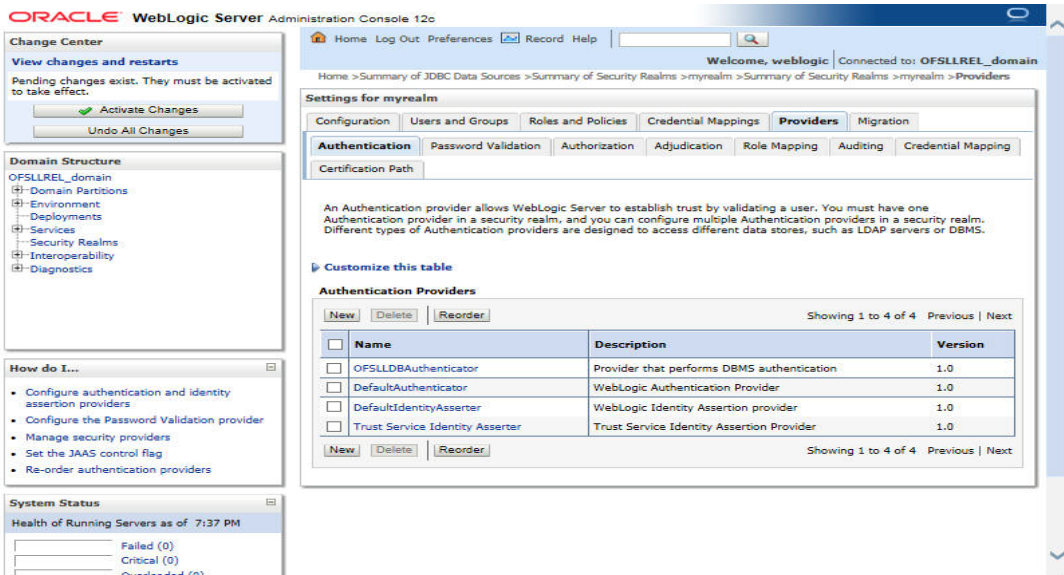 ORACLE WebLogic Server Administration Console 12c
Change Center
View changes and restarts
Pending changes exist. They must be activated
to take effect.
Activate Changes
Undo All Changes
Domain Structure
OFSLLREL_domain
Domain Partitions
Environment
Deployments
Services
Security Realms
Interoperability
Diagnostics
How do I...
• Configure authentication and identity
assertion providers
• Configure the Password Validation provider
• Manage security providers
• Set the JAAS control flag
• Re-order authentication providers
System Status
Health of Running Servers as of 7:37 PM
Failed (0)
Critical (0)
Overloaded (0)
Home Log Out Preferences Record Help
Welcome, weblogic Connected to: OFSLLREL_domain
Home >Summary of JDBC Data Sources >Summary of Security Realms >myrealm >Summary of Security Realms >myrealm >Providers
Settings for myrealm
Configuration Users and Groups Roles and Policies Credential Mappings Providers Migration
Authentication Password Validation Authorization Adjudication Role Mapping Auditing Credential Mapping
Certification Path
An Authentication provider allows WebLogic Server to establish trust by validating a user. You must have one
Authentication provider in a security realm, and you can configure multiple Authentication providers in a security realm.
Different types of Authentication providers are designed to access different data stores, such as LDAP servers or DBMS.
Customize this table
Authentication Providers
New Delete Reorder Showing 1 to 4 of 4 Previous | Next
Name Description Version
OFSLLDBAuthenticator Provider that performs DBMS authentication 1.0
DefaultAuthenticator WebLogic Authentication Provider 1.0
DefaultIdentityAsserter WebLogic Identity Assertion provider 1.0
Trust Service Identity Asserter Trust Service Identity Assertion Provider 1.0
New Delete Reorder Showing 1 to 4 of 4 Previous | Next